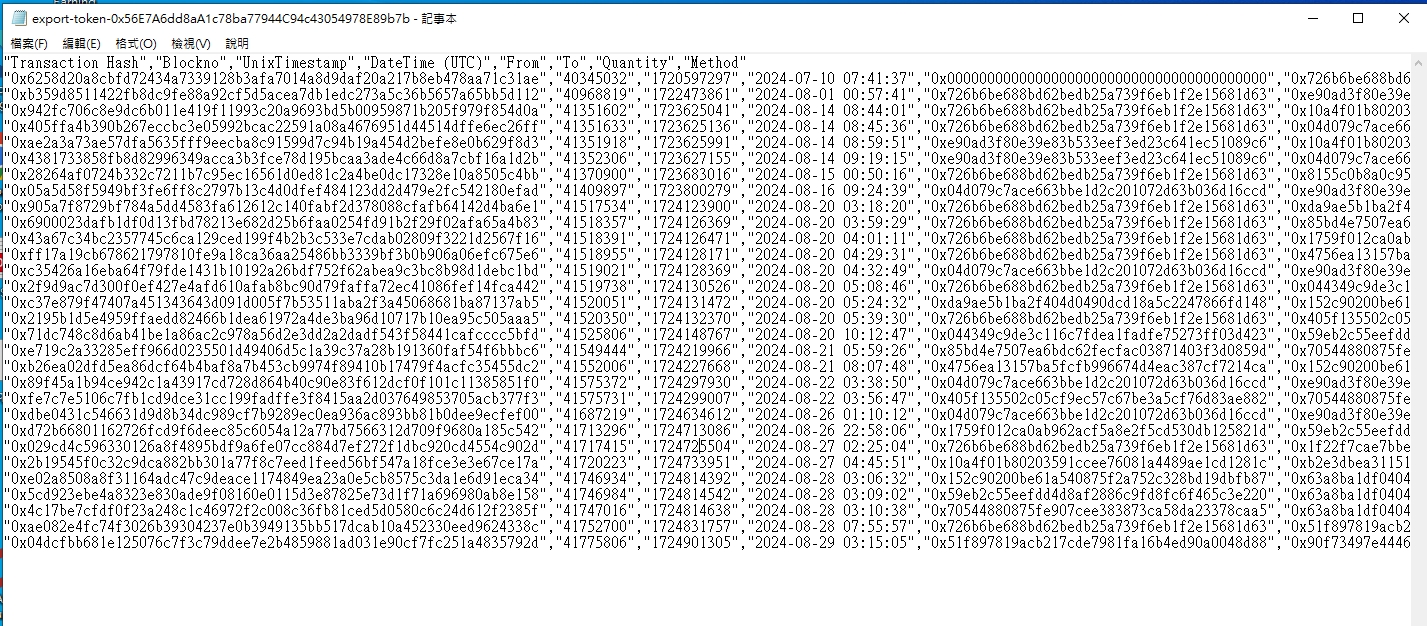 export-token-0x56E7A6dd8aA1c78ba77944C94c43054978E89b7b - 記事本
檔案(F) 編輯(E) 格式(O) 檢視(V) 說明
"Transaction Hash","Blockno","UnixTimestamp","DateTime (UTC)","From","To","Quantity","Method"
"0x6258d20a8cbfd72434a7339128b3afa7014a8d9daf20a217b8eb478aa71c31ae","40345032","1720597297","2024-07-10 07:41:37","0x0000000000000000000000000000000000000000","0x726b6be688bd6
"0xb359d8511422fb8dc9fe88a92cf5d5acea7db1edc273a5c36b5657a65bb5d112","40968819","1722473861","2024-08-01 00:57:41","0x726b6be688bd62bedb25a739f6eb1f2e15681d63","0xe90ad3f80e39e
"0x942fc706c8e9dc6b011e419f11993c20a9693bd5b00959871b205f979f854d0a","41351602","1723625041","2024-08-14 08:44:01","0x726b6be688bd62bedb25a739f6eb1f2e15681d63","0x10a4f01b80203
"0x405ffa4b390b267eccbc3e05992bcac22591a08a4676951d44514dffe6ec26ff","41351633","1723625136","2024-08-14 08:45:36","0x726b6be688bd62bedb25a739f6eb1f2e15681d63","0x04d079c7ace66
"0xae2a3a73ae57dfa5635fff9eecba8c91599d7c94b19a454d2befe8e0b629f8d3","41351918","1723625991","2024-08-14 08:59:51","0xe90ad3f80e39e83b533eef3ed23c641ec51089c6","0x10a4f01b80203
"0x4381733858fb8d82996349acca3b3fce78d195bcaa3ade4c66d8a7cbf16a1d2b","41352306","1723627155","2024-08-14 09:19:15","0xe90ad3f80e39e83b533eef3ed23c641ec51089c6","0x04d079c7ace66
"0x28264af0724b332c7211b7c95ec16561d0ed81c2a4be0dc17328e10a8505c4bb","41370900","1723683016","2024-08-15 00:50:16","0x726b6be688bd62bedb25a739f6eb1f2e15681d63","0x8155c0b8a0c95
"0x05a5d58f5949bf3fe6ff8c2797b13c4d0dfef484123dd2d479e2fc542180efad","41409897","1723800279","2024-08-16 09:24:39","0x04d079c7ace663bbe1d2c201072d63b036d16ccd","0xe90ad3f80e39e
"0x905a7f8729bf784a5dd4583fa612612c140fabf2d378088cfafb64142d4ba6e1","41517534","1724123900","2024-08-20 03:18:20","0x726b6be688bd62bedb25a739f6eb1f2e15681d63","0xda9ae5b1ba2f4
"0x6900023dafb1df0d13fbd78213e682d25b6faa0254fd91b2f29f02afa65a4b83","41518357","1724126369","2024-08-20 03:59:29","0x726b6be688bd62bedb25a739f6eb1f2e15681d63","0x85bd4e7507ea6
"0x43a67c34bc2357745c6ca129ced199f4b2b3c533e7cdab02809f3221d2567f16","41518391","1724126471","2024-08-20 04:01:11","0x726b6be688bd62bedb25a739f6eb1f2e15681d63","0x1759f012ca0ab
"0xff17a19cb678621797810fe9a18ca36aa25486bb3339bf3b0b906a06efc675e6","41518955","1724128171","2024-08-20 04:29:31","0x726b6be688bd62bedb25a739f6eb1f2e15681d63","0x4756ea13157ba
"0xc35426a16eba64f79fde1431b10192a26bdf752f62abea9c3bc8b98d1debc1bd","41519021","1724128369","2024-08-20 04:32:49","0x04d079c7ace663bbe1d2c201072d63b036d16ccd","0xe90ad3f80e39e
"0x2f9d9ac7d300f0ef427e4afd610afab8bc90d79faffa72ec41086fef14fca442","41519738","1724130526","2024-08-20 05:08:46","0x726b6be688bd62bedb25a739f6eb1f2e15681d63","0x044349c9de3c1
"0xc37e879f47407a451343643d091d005f7b53511aba2f3a45068681ba87137ab5","41520051","1724131472","2024-08-20 05:24:32","0xda9ae5b1ba2f404d0490dcd18a5c2247866fd148","0x152c90200be61
"0x2195b1d5e4959ffaedd82466b1dea61972a4de3ba96d10717b10ea95c505aaa5","41520350","1724132370","2024-08-20 05:39:30","0x726b6be688bd62bedb25a739f6eb1f2e15681d63","0x405f135502c05
"0x71dc748c8d6ab41be1a86ac2c978a56d2e3dd2a2dadf543f58441cafcccc5bfd","41525806","1724148767","2024-08-20 10:12:47","0x044349c9de3c116c7fdea1fadfe75273ff03d423","0x59eb2c55eefdd
"0xe719c2a33285eff966d0235501d49406d5c1a39c37a28b191360faf54f6bbbc6","41549444","1724219966","2024-08-21 05:59:26","0x85bd4e7507ea6bdc62fecfac03871403f3d0859d","0x70544880875fe
"0xb26ea02dfd5ea86dcf64b4baf8a7b453cb9974f89410b17479f4acfc35455dc2","41552006","1724227668","2024-08-21 08:07:48","0x4756ea13157ba5fcfb996674d4eac387cf7214ca","0x152c90200be61
"0x89f45a1b94ce942c1a43917cd728d864b40c90e83f612dcf0f101c11385851f0","41575372","1724297930","2024-08-22 03:38:50","0x04d079c7ace663bbe1d2c201072d63b036d16ccd","0xe90ad3f80e39e
"0xfe7c7e5106c7fb1cd9dce31cc199fadffe3f8415aa2d037649853705acb377f3","41575731","1724299007","2024-08-22 03:56:47","0x405f135502c05cf9ec57c67be3a5cf76d83ae882","0x70544880875fe
"0xdbe0431c546631d9d8b34dc989cf7b9289ec0ea936ac893bb81b0dee9ecfef00","41687219","1724634612","2024-08-26 01:10:12","0x04d079c7ace663bbe1d2c201072d63b036d16ccd","0xe90ad3f80e39e
"0xd72b66801162726fcd9f6deec85c6054a12a77bd7566312d709f9680a185c542","41713296","1724713086","2024-08-26 22:58:06","0x1759f012ca0ab962acf5a8e2f5cd530db125821d","0x59eb2c55eefdd
"0x029cd4c596330126a8f4895bdf9a6fe07cc884d7ef272f1dbc920cd4554c902d","41717415","1724725504","2024-08-27 02:25:04","0x726b6be688bd62bedb25a739f6eb1f2e15681d63","0x1f22f7cae7bbe
"0x2b19545f0c32c9dca882bb301a77f8c7eed1feed56bf547a18fce3e3e67ce17a","41720223","1724733951","2024-08-27 04:45:51","0x10a4f01b80203591ccee76081a4489ae1cd1281c","0xb2e3dbea31151
"0xe02a8508a8f31164adc47c9deace1174849ea23a0e5cb8575c3da1e6d91eca34","41746934","1724814392","2024-08-28 03:06:32","0x152c90200be61a540875f2a752c328bd19dbfb87","0x63a8ba1df0404
"0x5cd923ebe4a8323e830ade9f08160e0115d3e87825e73d1f71a696980ab8e158","41746984","1724814542","2024-08-28 03:09:02","0x59eb2c55eefdd4d8af2886c9fd8fc6f465c3e220","0x63a8ba1df0404
"0x4c17be7cfdf0f23a248c1c46972f2c008c36fb81ced5d0580c6c24d612f2385f","41747016","1724814638","2024-08-28 03:10:38","0x70544880875fe907cee383873ca58da23378caa5","0x63a8ba1df0404
"0xae082e4fc74f3026b39304237e0b3949135bb517dcab10a452330eed9624338c","41752700","1724831757","2024-08-28 07:55:57","0x726b6be688bd62bedb25a739f6eb1f2e15681d63","0x51f897819acb2
"0x04dcfbb681e125076c7f3c79ddee7e2b4859881ad031e90cf7fc251a4835792d","41775806","1724901305","2024-08-29 03:15:05","0x51f897819acb217cde7981fa16b4ed90a0048d88","0x90f73497e4446